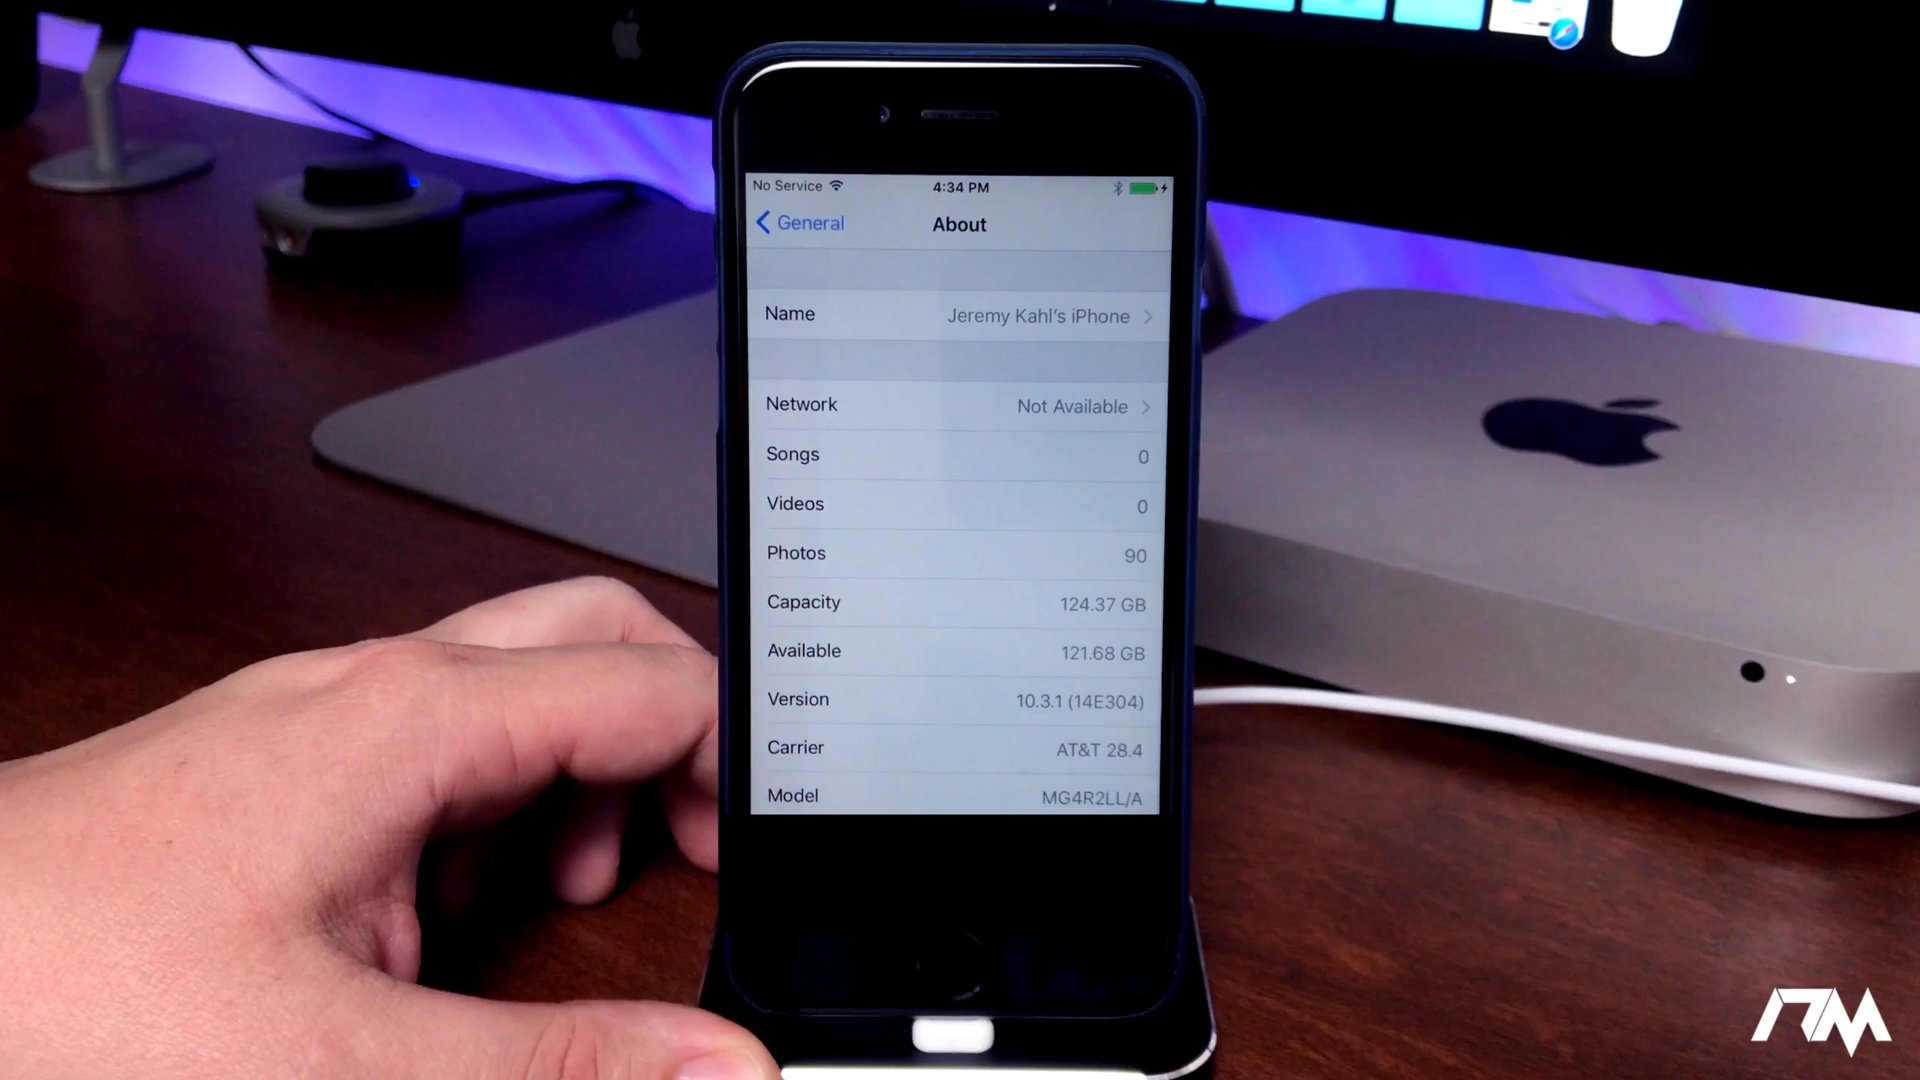 No Service 4:34 PM
General About
Name Jeremy Kahl's iPhone
Network Not Available
Songs 0
Videos 0
Photos 90
Capacity 124.37 GB
Available 121.68 GB
Version 10.3.1 (14E304)
Carrier AT&T 28.4
Model MG4R2LL/A